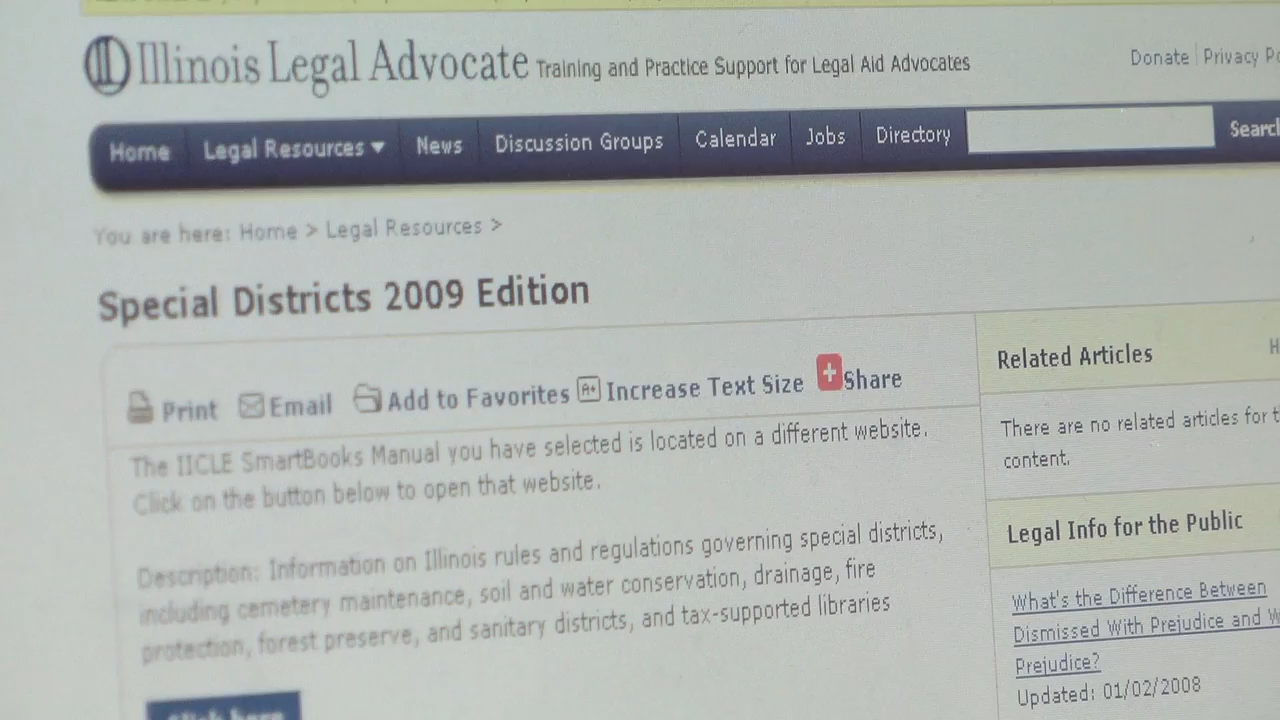 Illinois Legal Advocate Training and Practice Support for Legal Aid Advocates
Donate Privacy
Home Legal Resources News Discussion Groups Calendar Jobs Directory
You are here: Home > Legal Resources >
Special Districts 2009 Edition
Print Email Add to Favorites A+ Increase Text Size Share
The IICLE SmartBooks Manual you have selected is located on a different website.
Click on the button below to open that website.
Description: Information on Illinois rules and regulations governing special districts,
including cemetery maintenance, soil and water conservation, drainage, fire
protection, forest preserve, and sanitary districts, and tax-supported libraries
Click here
Related Articles
There are no related articles for
content.
Legal Info for the Public
What's the Difference Between
Dismissed With Prejudice and
Prejudice?
Updated: 01/02/2008